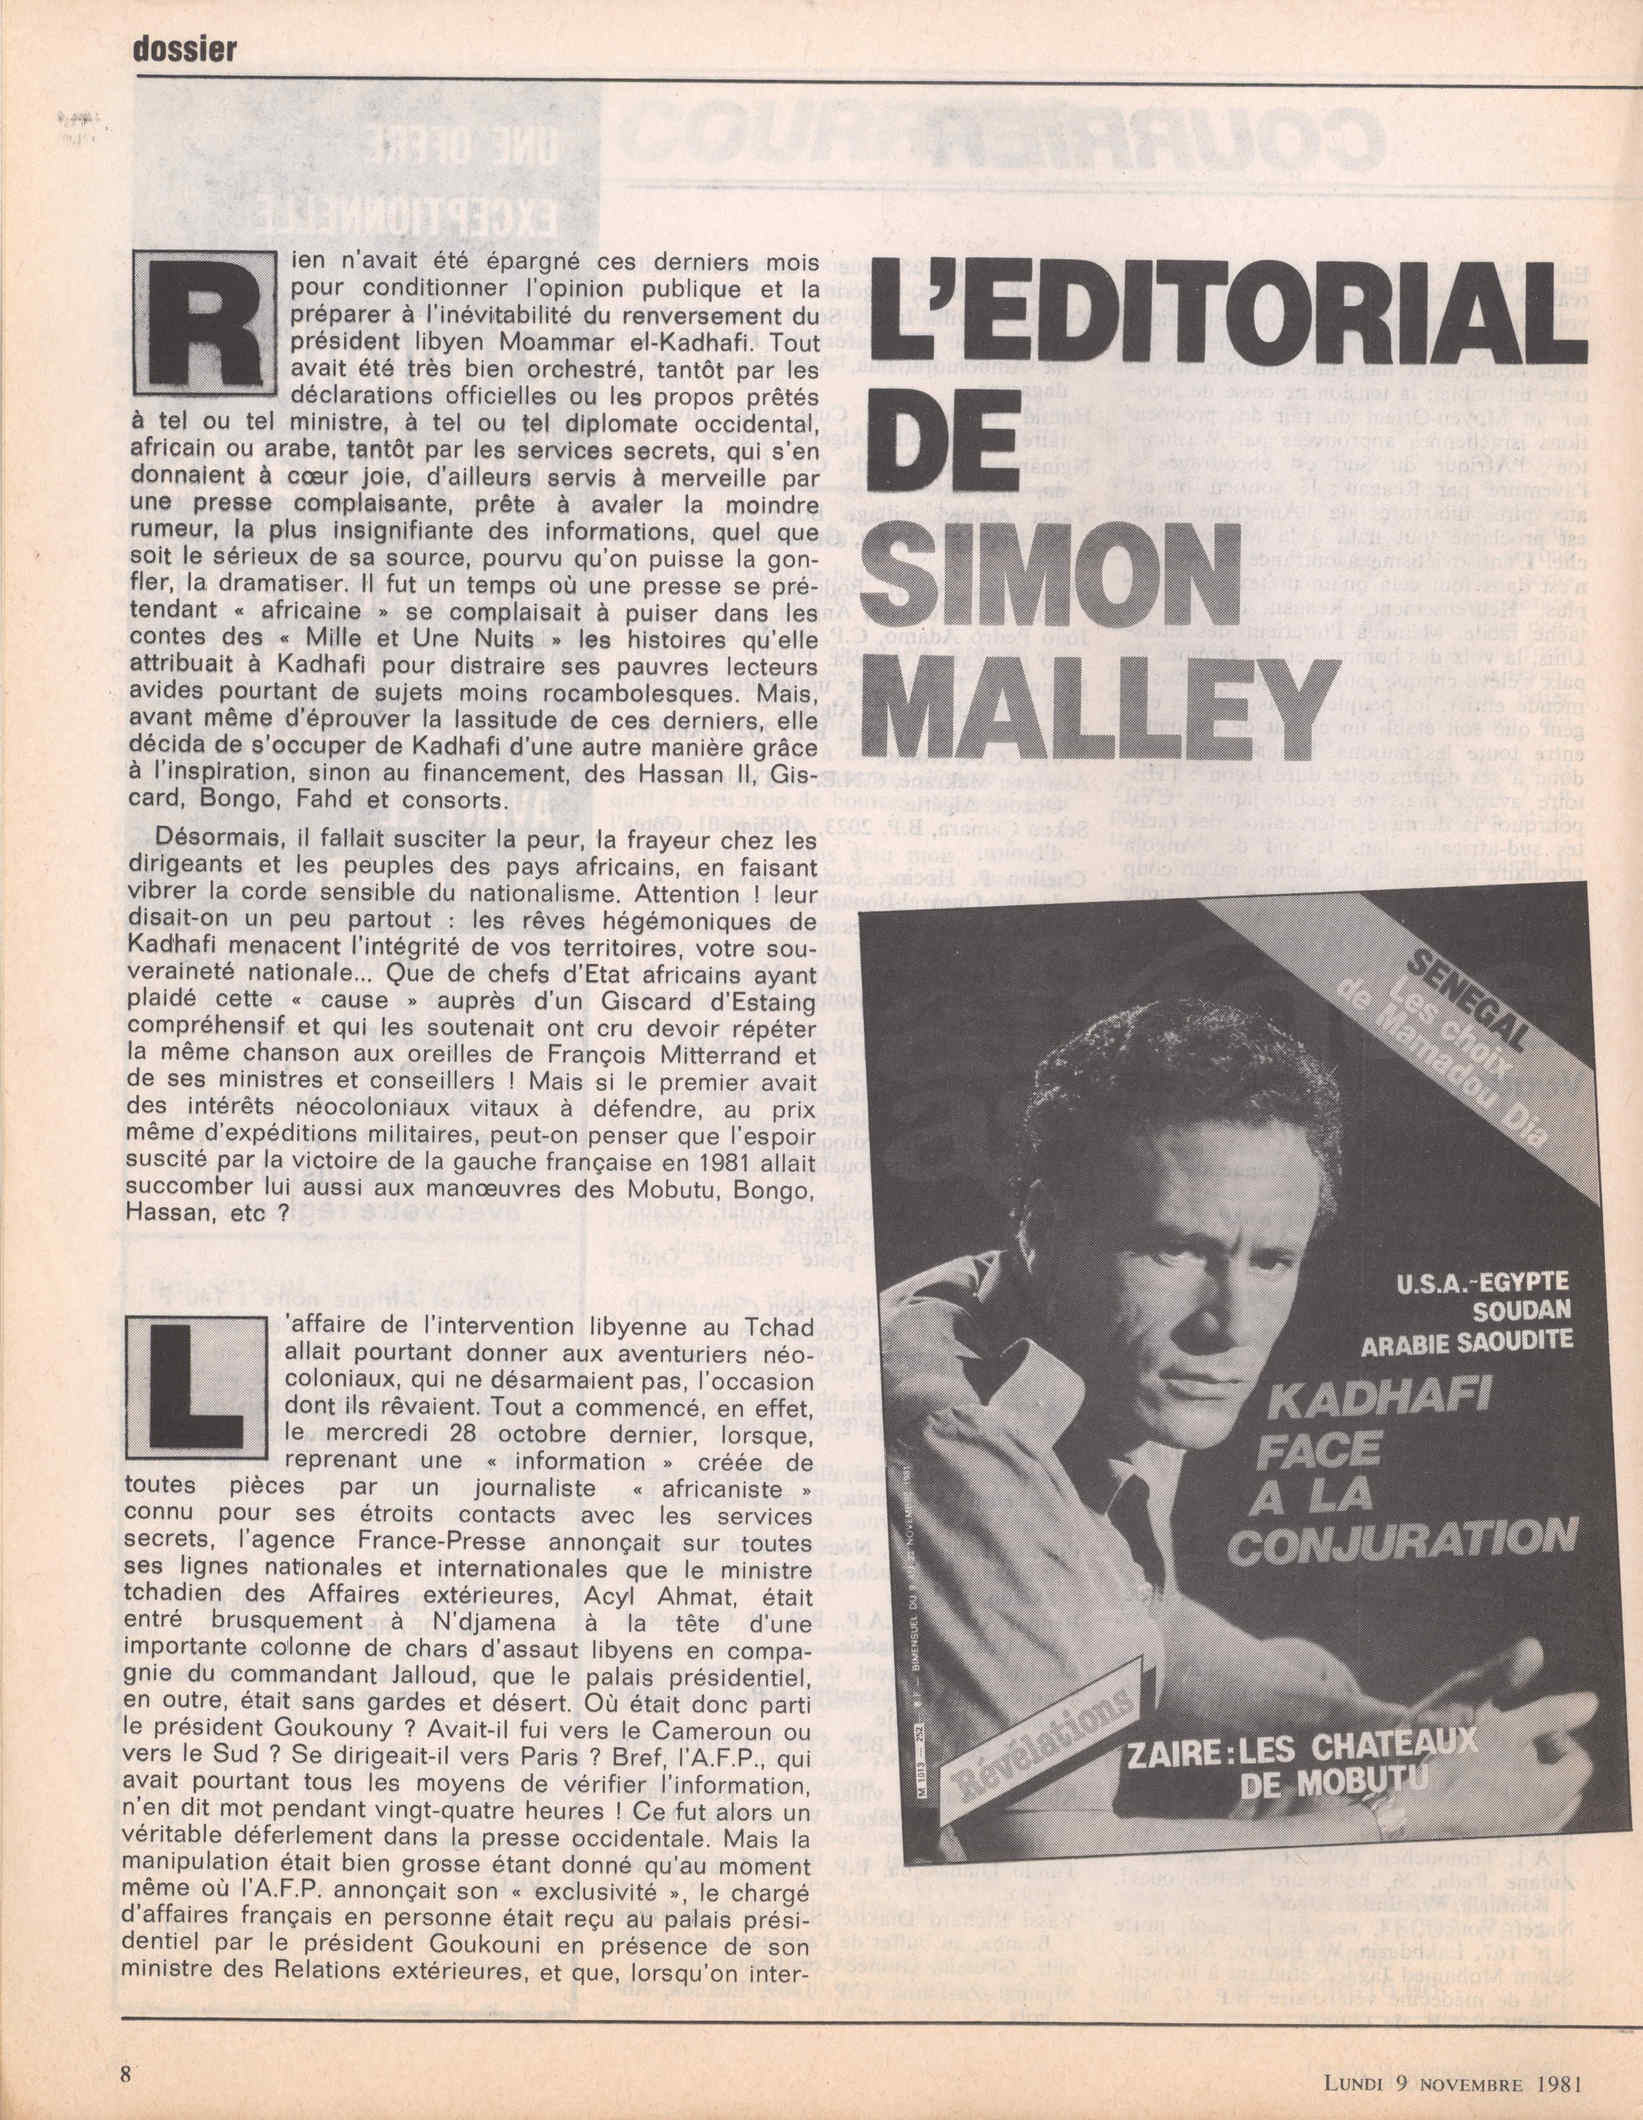 dossier
Rien n'avait été épargné ces derniers mois
pour conditionner l'opinion publique et la
préparer à l'inévitabilité du renversement du
président libyen Moammar el-Kadhafi. Tout
avait été très bien orchestré, tantôt par les
déclarations officielles ou les propos prêtés
à tel ou tel ministre, à tel ou tel diplomate occidental,
africain ou arabe, tantôt par les services secrets, qui s'en
donnaient à cœur joie, d'ailleurs servis à merveille par
une presse complaisante, prête à avaler la moindre
rumeur, la plus insignifiante des informations, quel que
soit le sérieux de sa source, pourvu qu'on puisse la gon-
fler, la dramatiser. Il fut un temps où une presse se pré-
tendant « africaine » se complaisait à puiser dans les
contes des « Mille et Une Nuits » les histoires qu'elle
attribuait à Kadhafi pour distraire ses pauvres lecteurs
avides pourtant de sujets moins rocambolesques. Mais,
avant même d'éprouver la lassitude de ces derniers, elle
décida de s'occuper de Kadhafi d'une autre manière grâce
à l'inspiration, sinon au financement, des Hassan II, Gis-
card, Bongo, Fahd et consorts.
Désormais, il fallait susciter la peur, la frayeur chez les
dirigeants et les peuples des pays africains, en faisant
vibrer la corde sensible du nationalisme. Attention ! leur
disait-on un peu partout : les rêves hégémoniques de
Kadhafi menacent l'intégrité de vos territoires, votre sou-
veraineté nationale... Que de chefs d'Etat africains ayant
plaidé cette « cause » auprès d'un Giscard d'Estaing
compréhensif et qui les soutenait ont cru devoir répéter
la même chanson aux oreilles de François Mitterrand et
de ses ministres et conseillers ! Mais si le premier avait
des intérêts néocoloniaux vitaux à défendre, au prix
même d'expéditions militaires, peut-on penser que l'espoir
suscité par la victoire de la gauche française en 1981 allait
succomber lui aussi aux manœuvres des Mobutu, Bongo,
Hassan, etc ?
L'affaire de l'intervention libyenne au Tchad
allait pourtant donner aux aventuriers néo-
coloniaux, qui ne désarmaient pas, l'occasion
dont ils rêvaient. Tout a commencé, en effet,
le mercredi 28 octobre dernier, lorsque,
reprenant une « information » créée de
toutes pièces par un journaliste « africaniste »
connu pour ses étroits contacts avec les services
secrets, l'agence France-Presse annonçait sur toutes
ses lignes nationales et internationales que le ministre
tchadien des Affaires extérieures, Acyl Ahmat, était
entré brusquement à N'djamena à la tête d'une
importante colonne de chars d'assaut libyens en compa-
gnie du commandant Jalloud, que le palais présidentiel,
en outre, était sans gardes et désert. Où était donc parti
le président Goukouny ? Avait-il fui vers le Cameroun ou
vers le Sud ? Se dirigeait-il vers Paris ? Bref, l'A.F.P., qui
avait pourtant tous les moyens de vérifier l'information,
n'en dit mot pendant vingt-quatre heures ! Ce fut alors un
véritable déferlement dans la presse occidentale. Mais la
manipulation était bien grosse étant donné qu'au moment
même où l'A.F.P. annonçait son « exclusivité », le chargé
d'affaires français en personne était reçu au palais prési-
dentiel par le président Goukouni en présence de son
ministre des Relations extérieures, et que, lorsqu'on inter-
L'EDITORIAL
DE
SIMON
MALLEY
SENEGAL
Les choix
de Mamadou Dia
U.S.A.-EGYPTE
SOUDAN
ARABIE SAOUDITE
KADHAFI
FACE
A LA
CONJURATION
Révélations
ZAIRE : LES CHATEAUX
DE MOBUTU
8
LUNDI 9 NOVEMBRE 1981